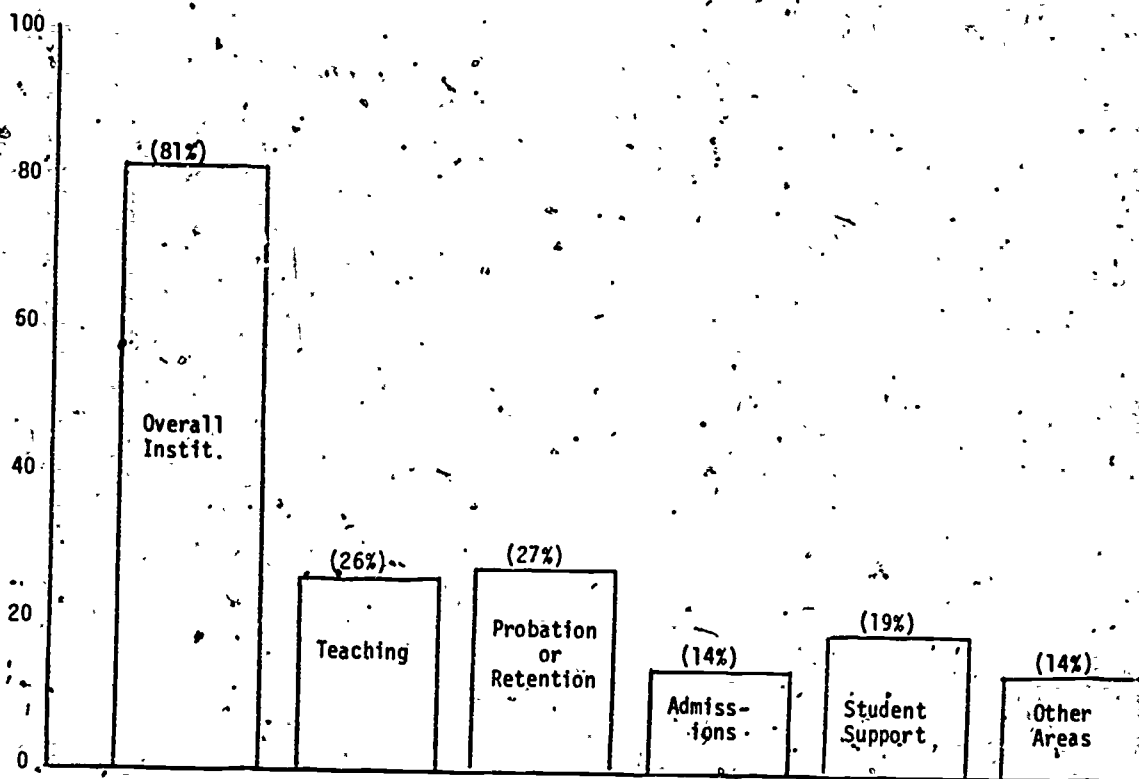 100
(81%)
80
60
Overall
Instit.
40
(26%)
(27%)
20
Teaching
Probation
or
Retention
(14%)
Admiss-
ions
(19%)
Student
Support
(14%)
Other
Areas
0